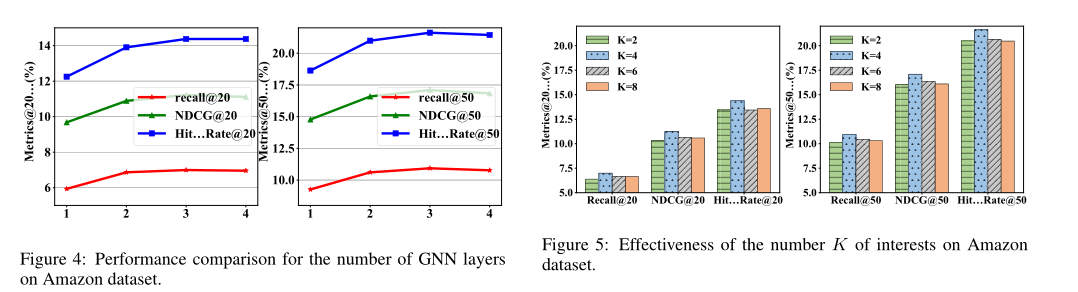 Metrics@20...(%)
14
12
10
8
6
1
2
3
4
recall@20
NDCG@20
Hit...Rate@20
Metrics@50...(%)
20.0
17.5
15.0
12.5
10.0
1
2
3
4
recall@50
NDCG@50
Hit...Rate@50
Figure 4: Performance comparison for the number of GNN layers
on Amazon dataset.
Metrics@20...(%)
20.0
17.5
15.0
12.5
10.0
7.5
5.0
K=2
K=4
K=6
K=8
Recall@20 NDCG@20 Hit...Rate@20
Metrics@50...(%)
20.0
17.5
15.0
12.5
10.0
7.5
5.0
K=2
K=4
K=6
K=8
Recall@50 NDCG@50 Hit...Rate@50
Figure 5: Effectiveness of the number K of interests on Amazon
dataset.